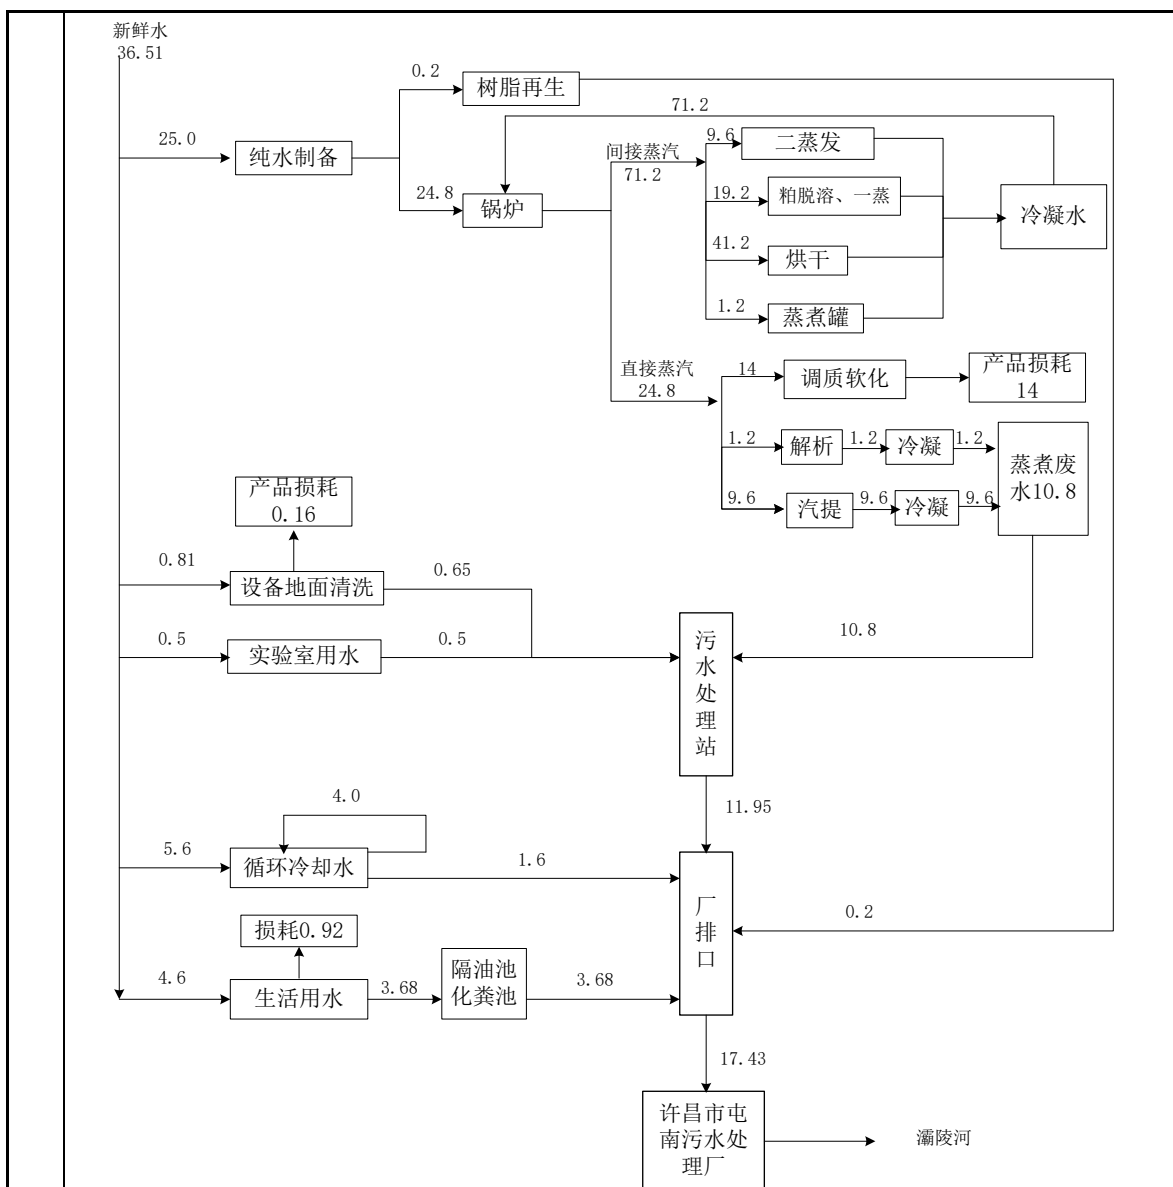 新鲜水
36.51
0.2
树脂再生
71.2
25.0
纯水制备
24.8
锅炉
间接蒸汽
71.2
9.6
二蒸发
19.2
粕脱溶、一蒸
41.2
烘干
1.2
蒸煮罐
冷凝水
直接蒸汽
24.8
14
调质软化
产品损耗
14
1.2
解析
1.2
冷凝
1.2
9.6
汽提
9.6
冷凝
9.6
蒸煮废
水10.8
产品损耗
0.16
0.81
设备地面清洗
0.65
0.5
实验室用水
0.5
污
水
处
理
站
10.8
11.95
4.0
5.6
循环冷却水
1.6
厂
排
口
0.2
损耗0.92
4.6
生活用水
3.68
隔油池
化粪池
3.68
17.43
许昌市屯
南污水处
理厂
灞陵河